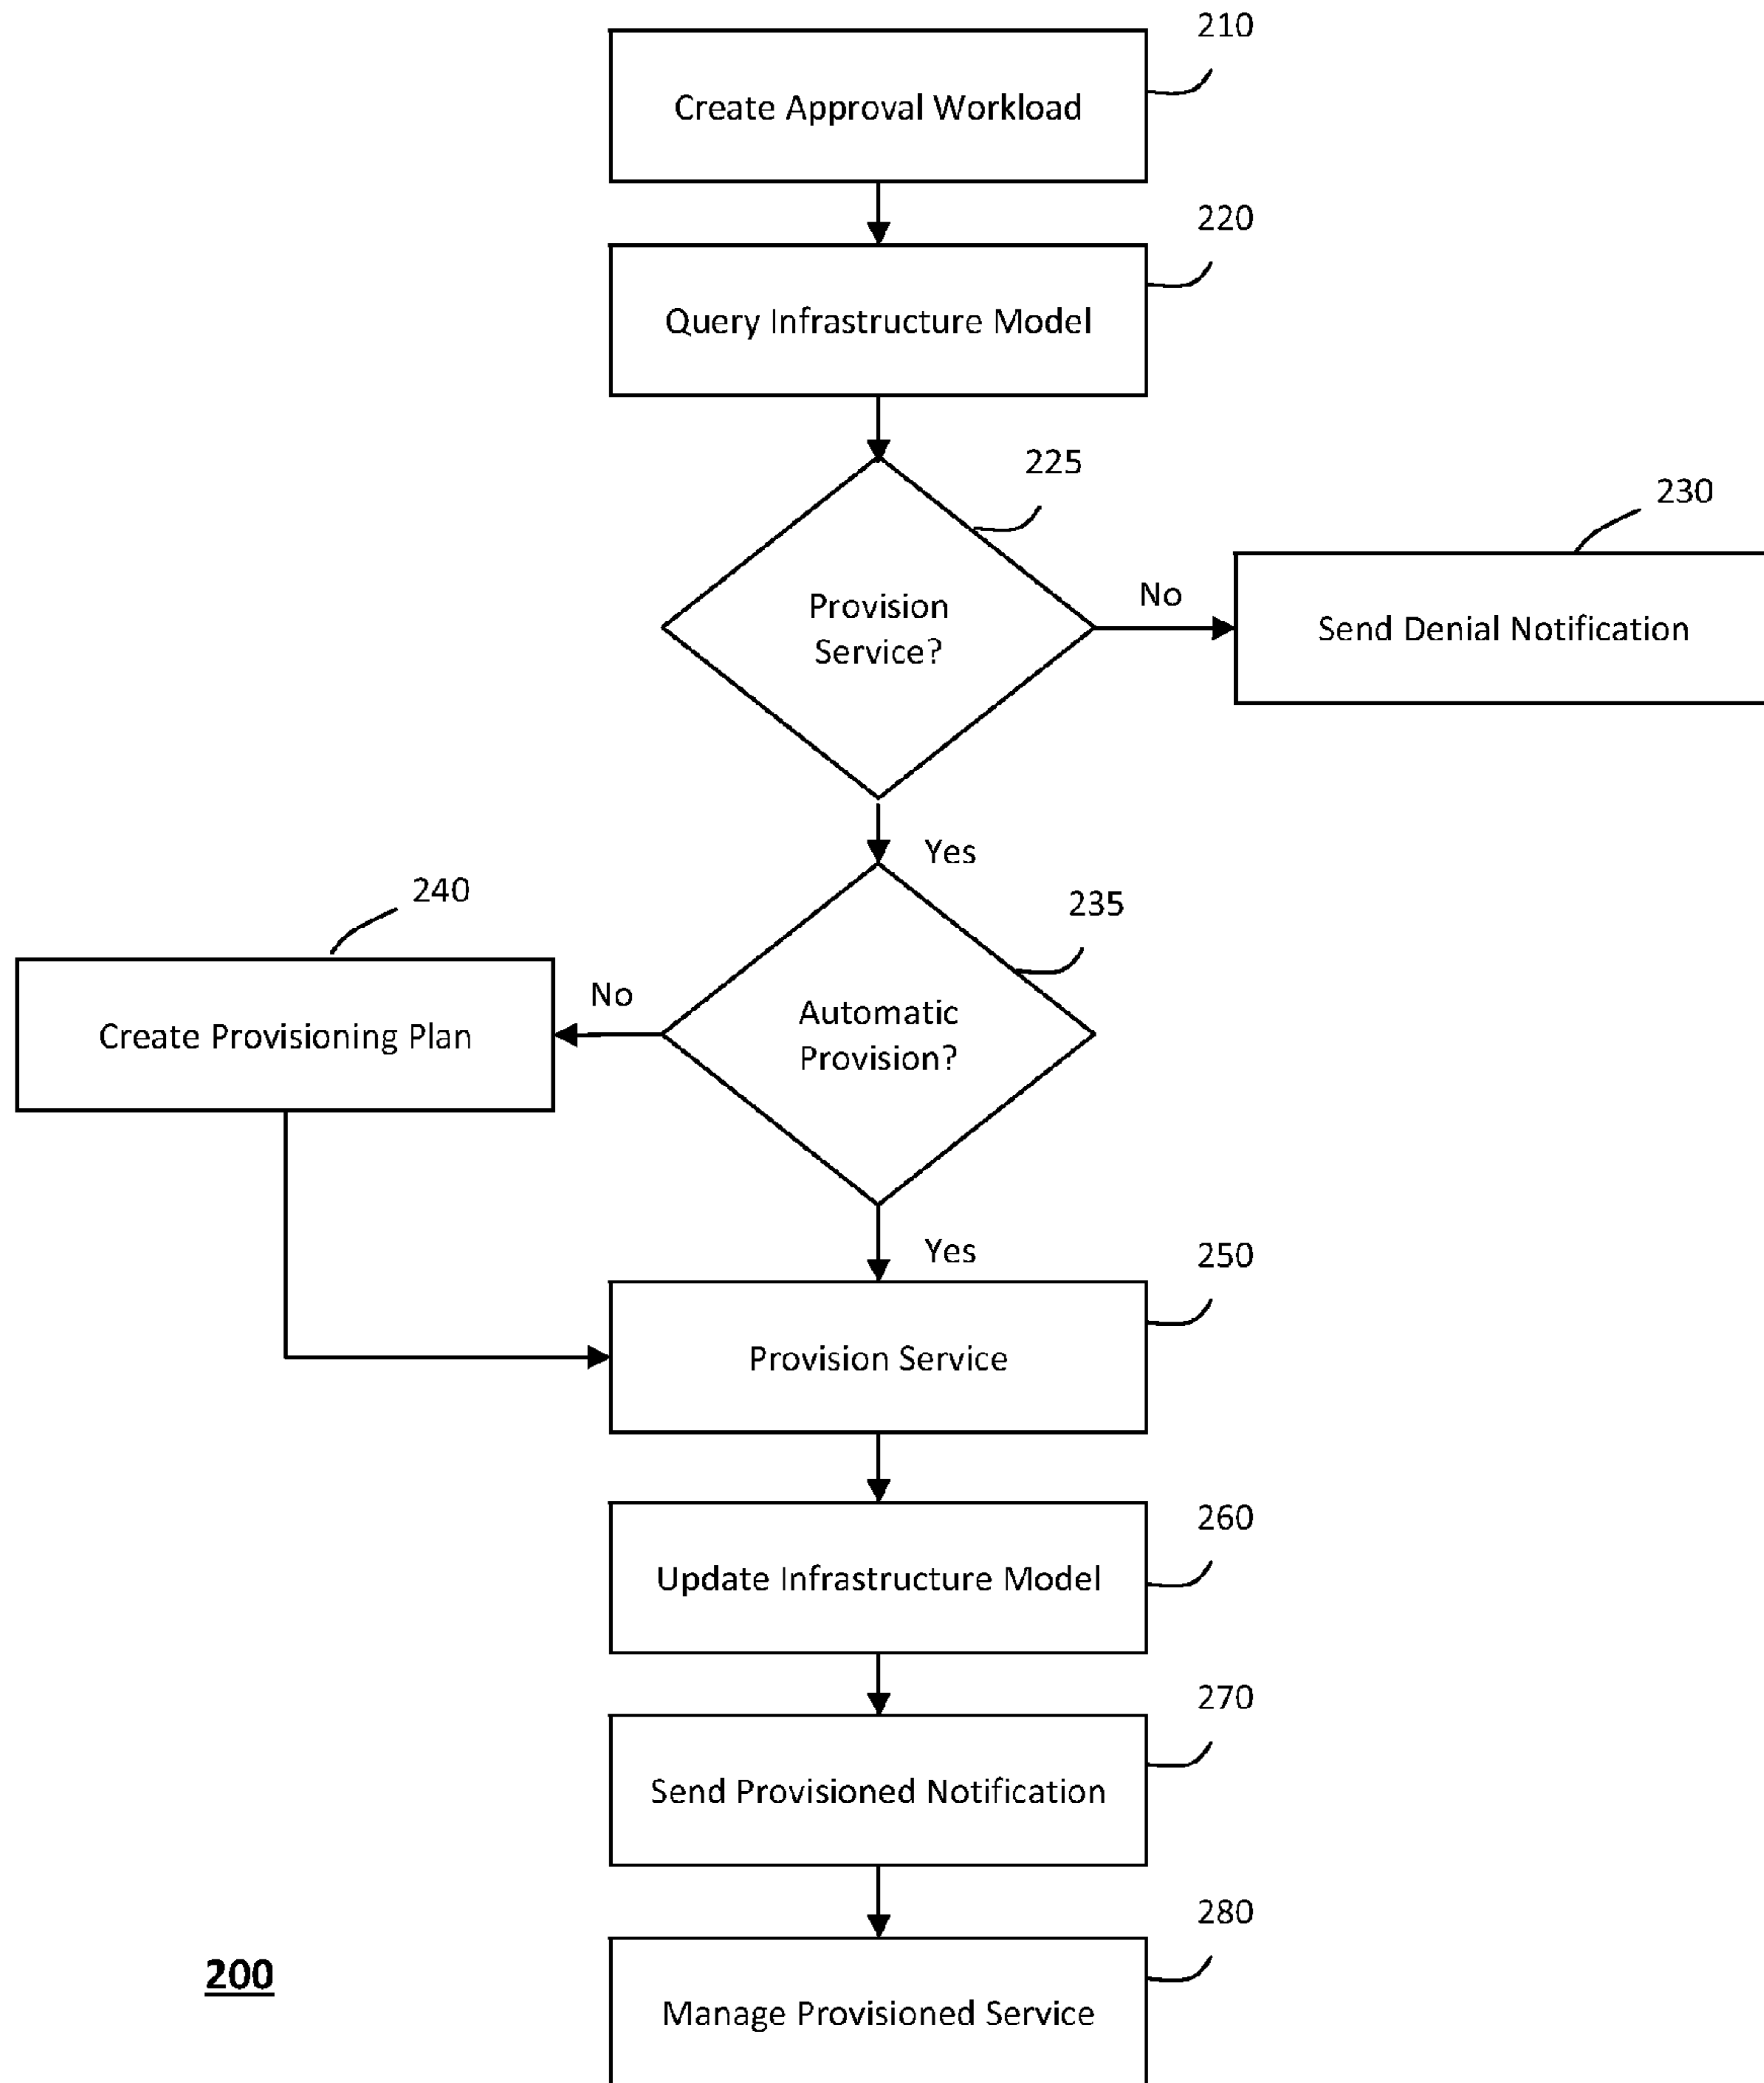 210
Create Approval Workload
220
Query Infrastructure Model
225
230
Provision
Service?
No
Send Denial Notification
Yes
240
235
No
Create Provisioning Plan
Automatic
Provision?
Yes
250
Provision Service
260
Update Infrastructure Model
270
Send Provisioned Notification
280
200
Manage Provisioned Service